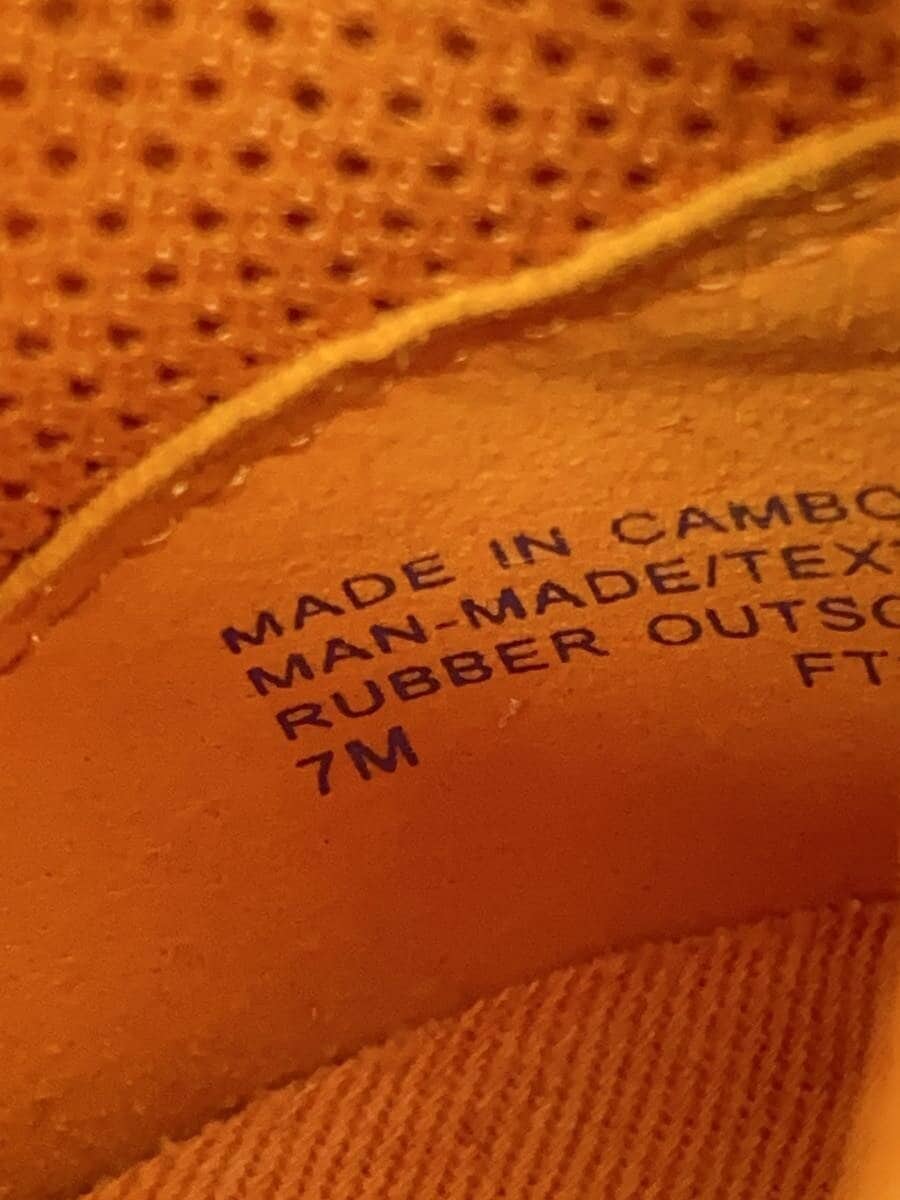 MADE IN CAMBO
MAN-MADE/TEXT
RUBBER OUTSO
FT
7M